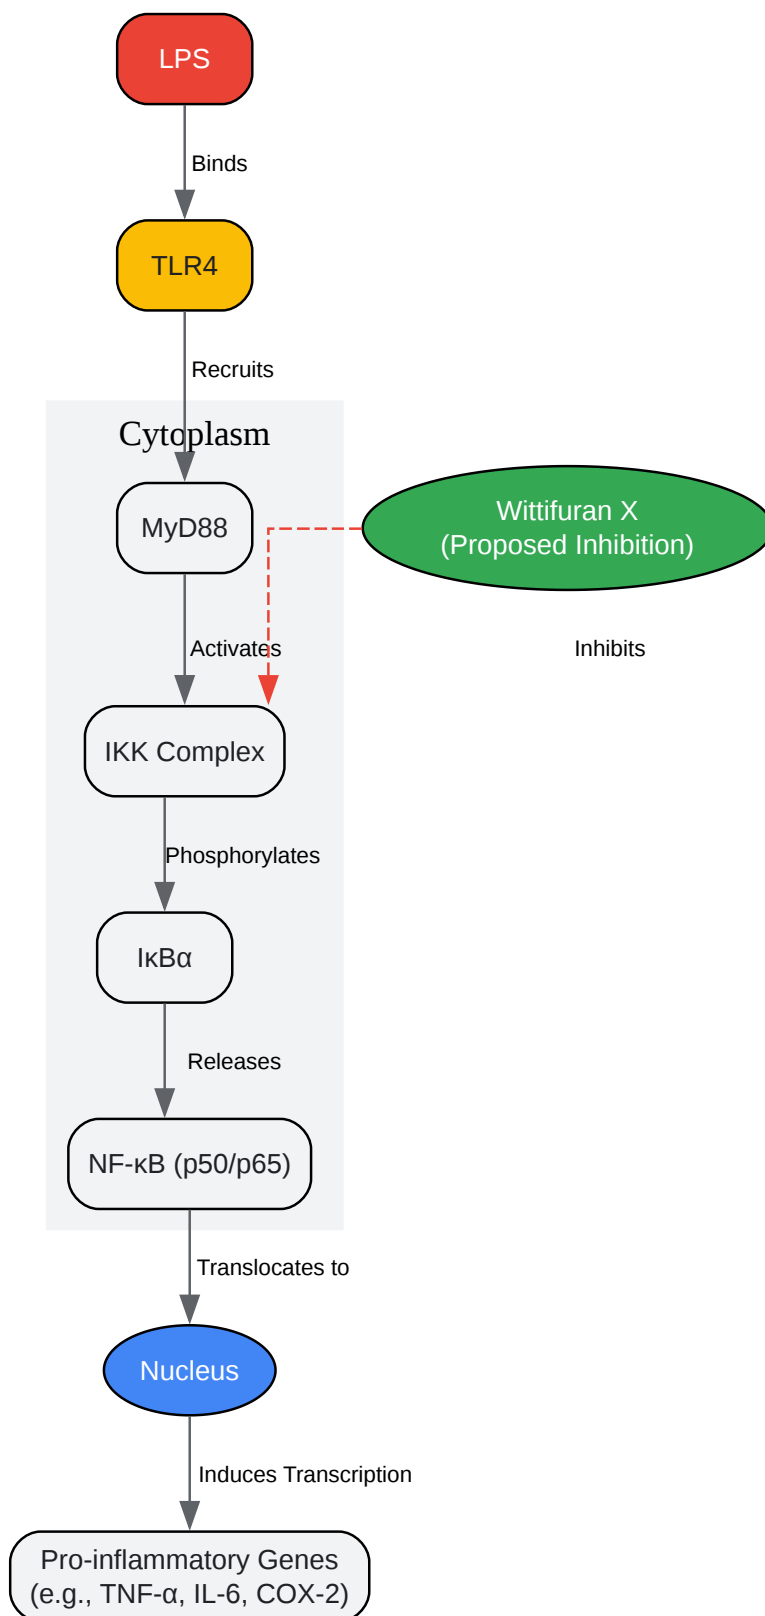 LPS
Binds
TLR4
Recruits
Cytoplasm
MyD88
Wittifuran X
(Proposed Inhibition)
Activates
Inhibits
IKK Complex
Phosphorylates
IκBα
Releases
NF-κB (p50/p65)
Translocates to
Nucleus
Induces Transcription
Pro-inflammatory Genes
(e.g., TNF-α, IL-6, COX-2)